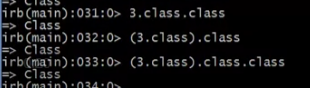 irb(main):031:0> 3.class.class
=> Class
irb(main):032:0> (3.class).class
=> Class
irb(main):033:0> (3.class).class.class
=> Class
irb(main):034:0>